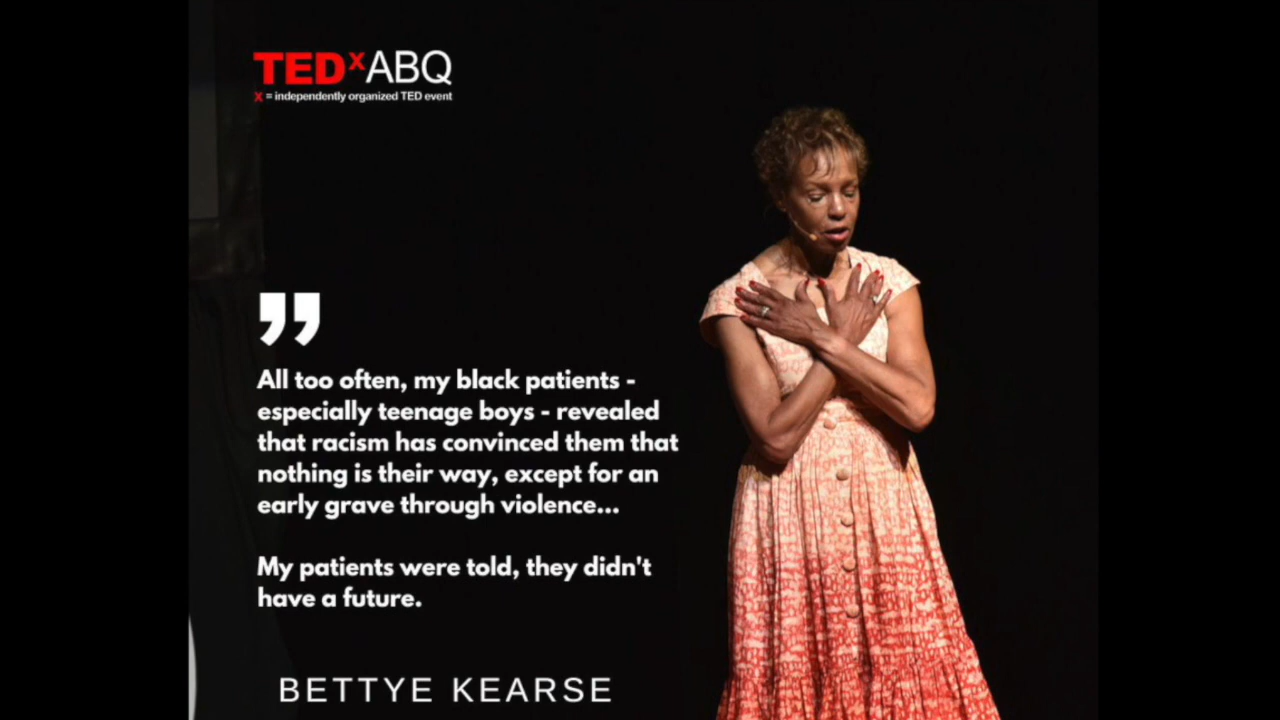 TEDxABQ
x = independently organized TED event
”
All too often, my black patients -
especially teenage boys - revealed
that racism has convinced them that
nothing is their way, except for an
early grave through violence...
My patients were told, they didn't
have a future.
BETTYE KEARSE